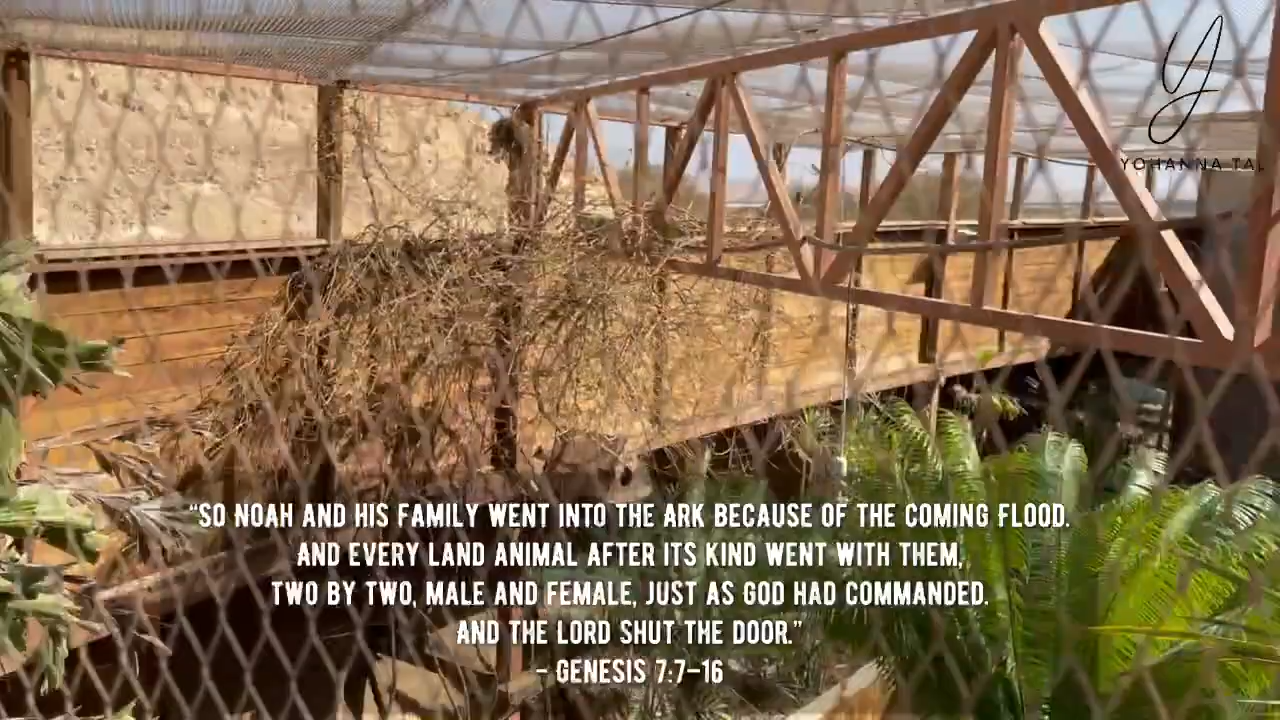 YOHANNA TAL
“SO NOAH AND HIS FAMILY WENT INTO THE ARK BECAUSE OF THE COMING FLOOD.
AND EVERY LAND ANIMAL AFTER ITS KIND WENT WITH THEM,
TWO BY TWO, MALE AND FEMALE, JUST AS GOD HAD COMMANDED.
AND THE LORD SHUT THE DOOR.”
– GENESIS 7:7–16